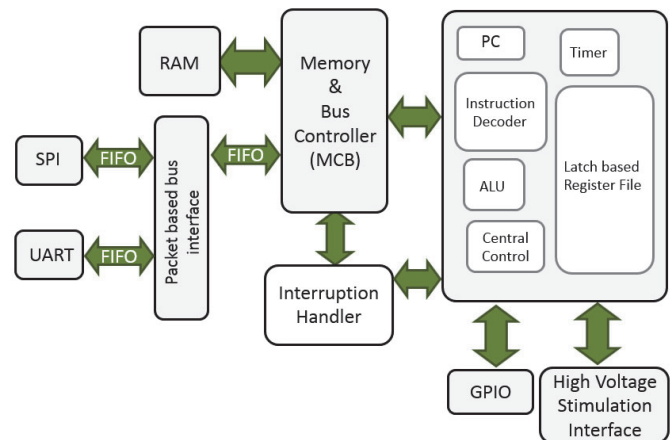 RAM
Memory
&
Bus
Controller
(MCB)
PC
Timer
Instruction
Decoder
Latch based
Register File
ALU
Central
Control
SPI
FIFO
FIFO
UART
FIFO
Packet based bus
interface
Interruption
Handler
GPIO
High Voltage
Stimulation
Interface